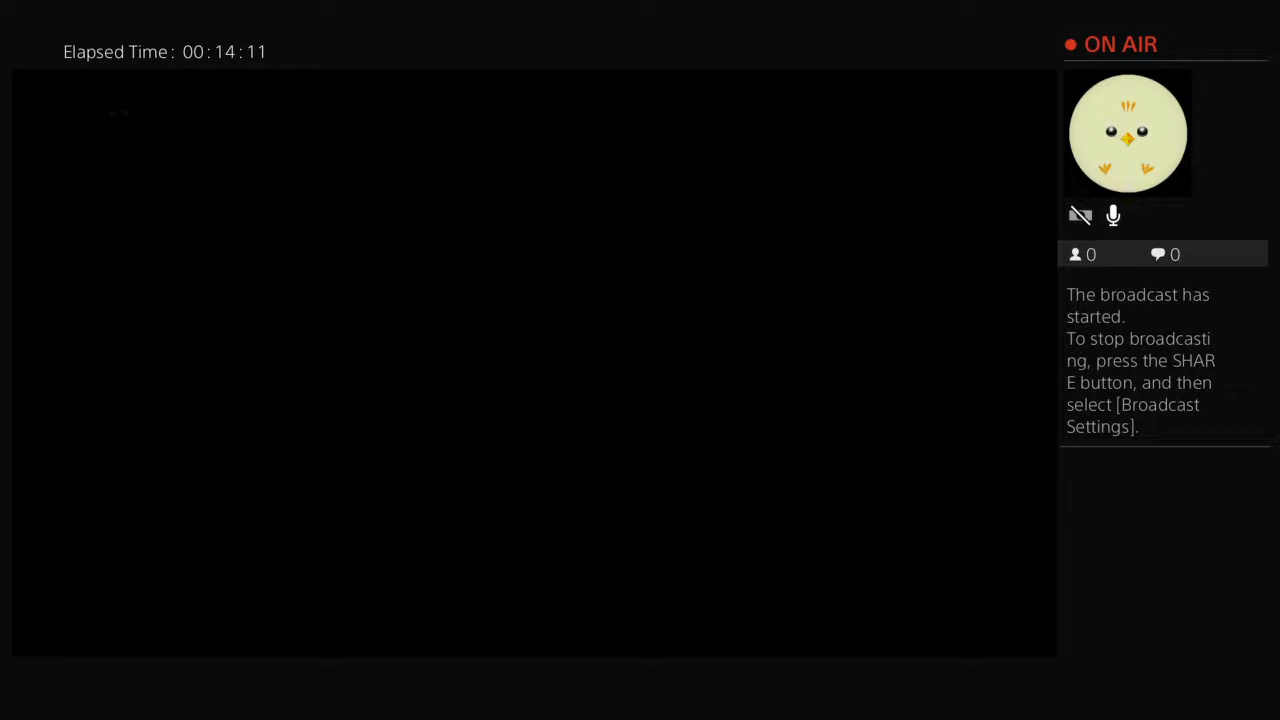 Elapsed Time: 00:14:11
ON AIR
0 0
The broadcast has
started.
To stop broadcasti
ng, press the SHAR
E button, and then
select [Broadcast
Settings].